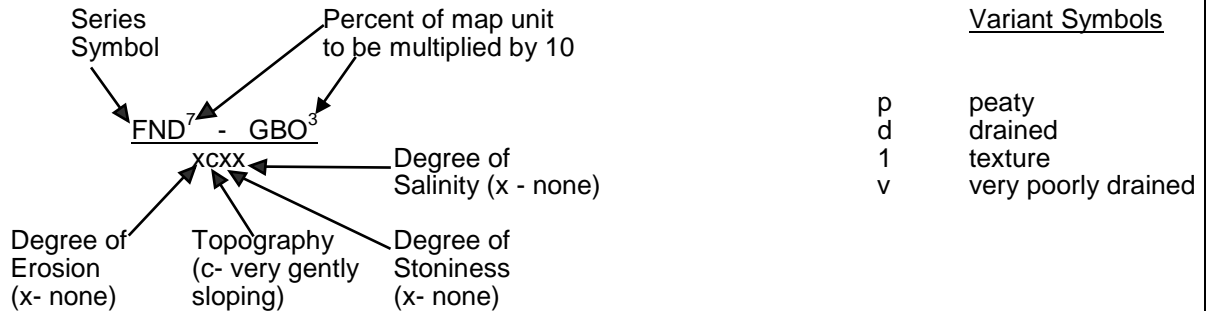 Series
Symbol
Percent of map unit
to be multiplied by 10
Variant Symbols
FND7 - GBO3
xcxx
Degree of
Salinity (x - none)
Degree of
Erosion
(x- none)
Topography
(c- very gently
sloping)
Degree of
Stoniness
(x- none)
p peaty
d drained
1 texture
v very poorly drained